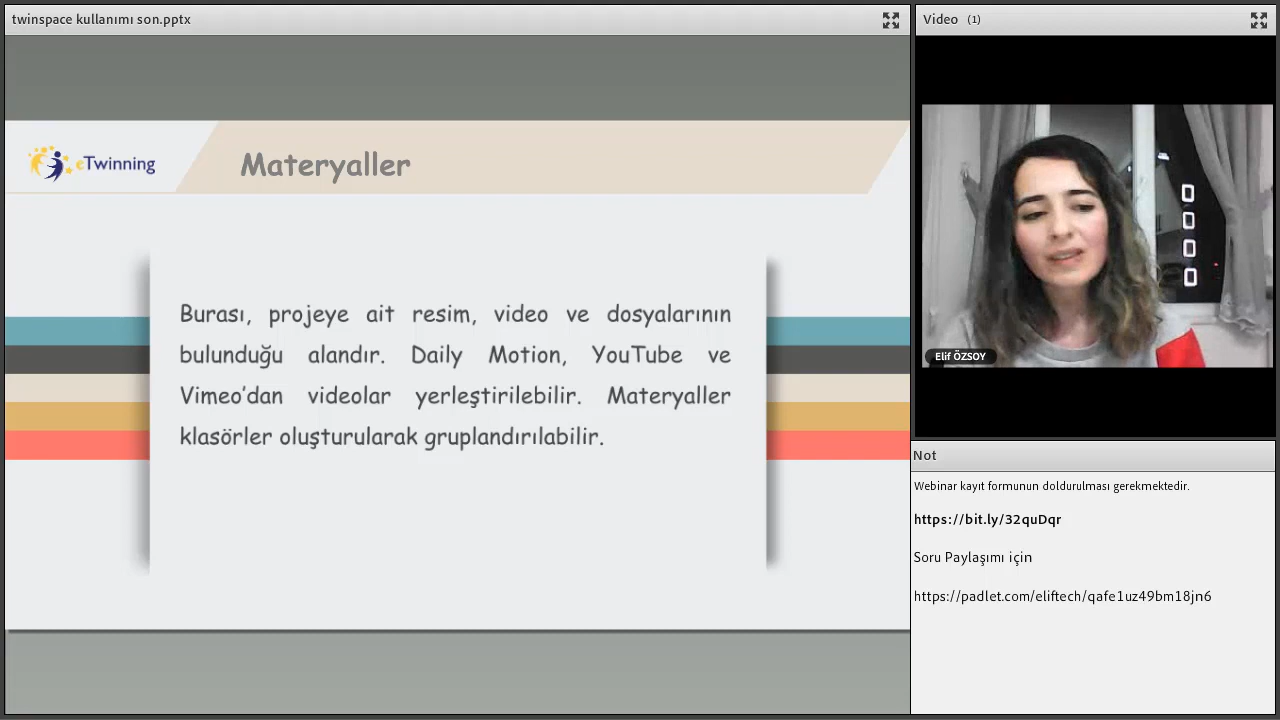 twinspace kullanımı son.pptx
eTwinning
Materyaller
Burası, projeye ait resim, video ve dosyalarının
bulunduğu alandır. Daily Motion, YouTube ve
Vimeo’dan videolar yerleştirilebilir. Materyaller
klasörler oluşturularak gruplandırılabilir.
Video (1)
Elif ÖZSOY
Not
Webinar kayıt formunun doldurulması gerekmektedir.
https://bit.ly/32quDqr
Soru Paylaşımı için
https://padlet.com/eliftech/qafe1uz49bm18jn6